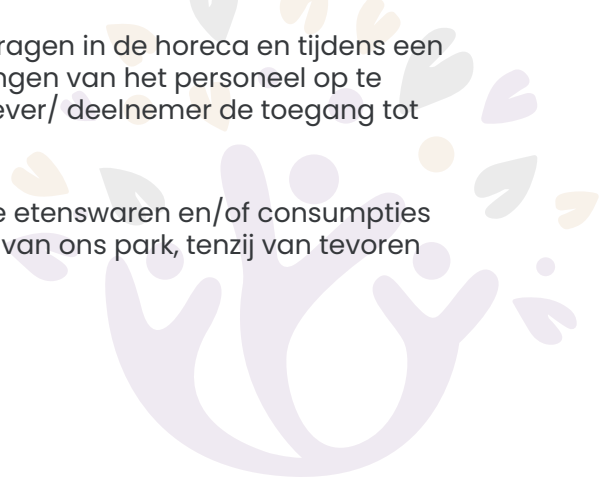 ragen in de horeca en tijdens een
ngen van het personeel op te
ever/ deelnemer de toegang tot
e etenswaren en/of consumpties
van ons park, tenzij van tevoren